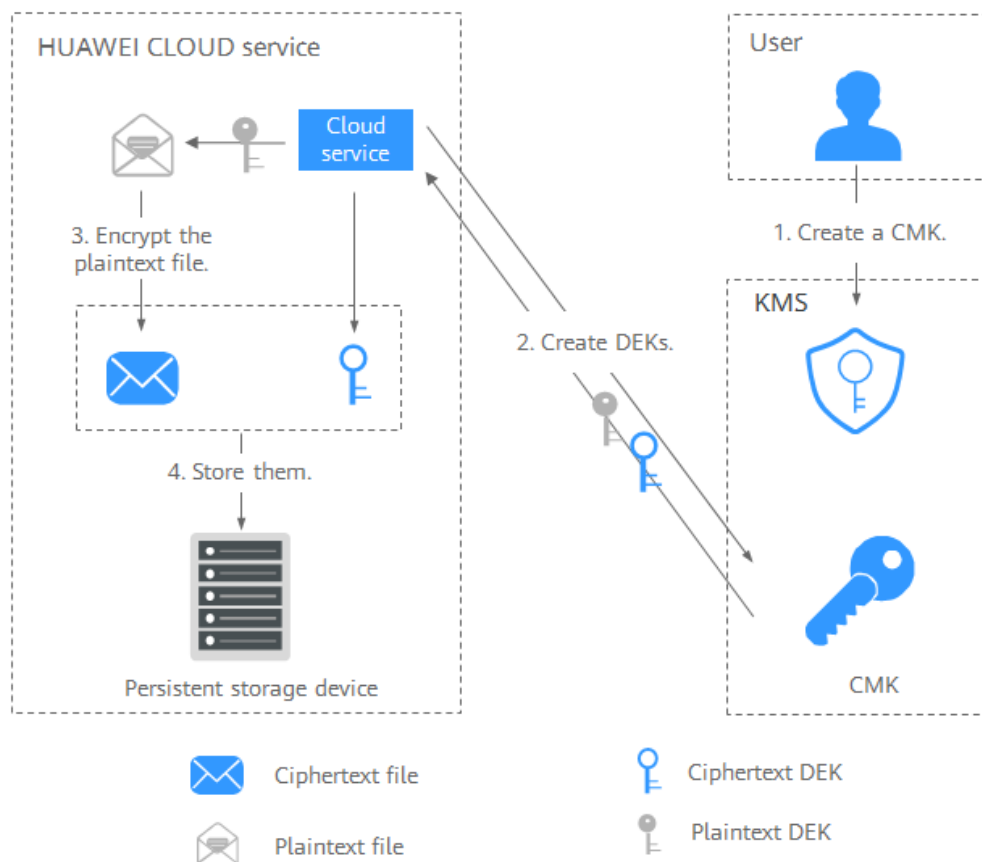 HUAWEI CLOUD service
User
Cloud
service
3. Encrypt the
plaintext file.
1. Create a CMK.
KMS
2. Create DEKs.
4. Store them.
Persistent storage device
CMK
Ciphertext file
Ciphertext DEK
Plaintext file
Plaintext DEK